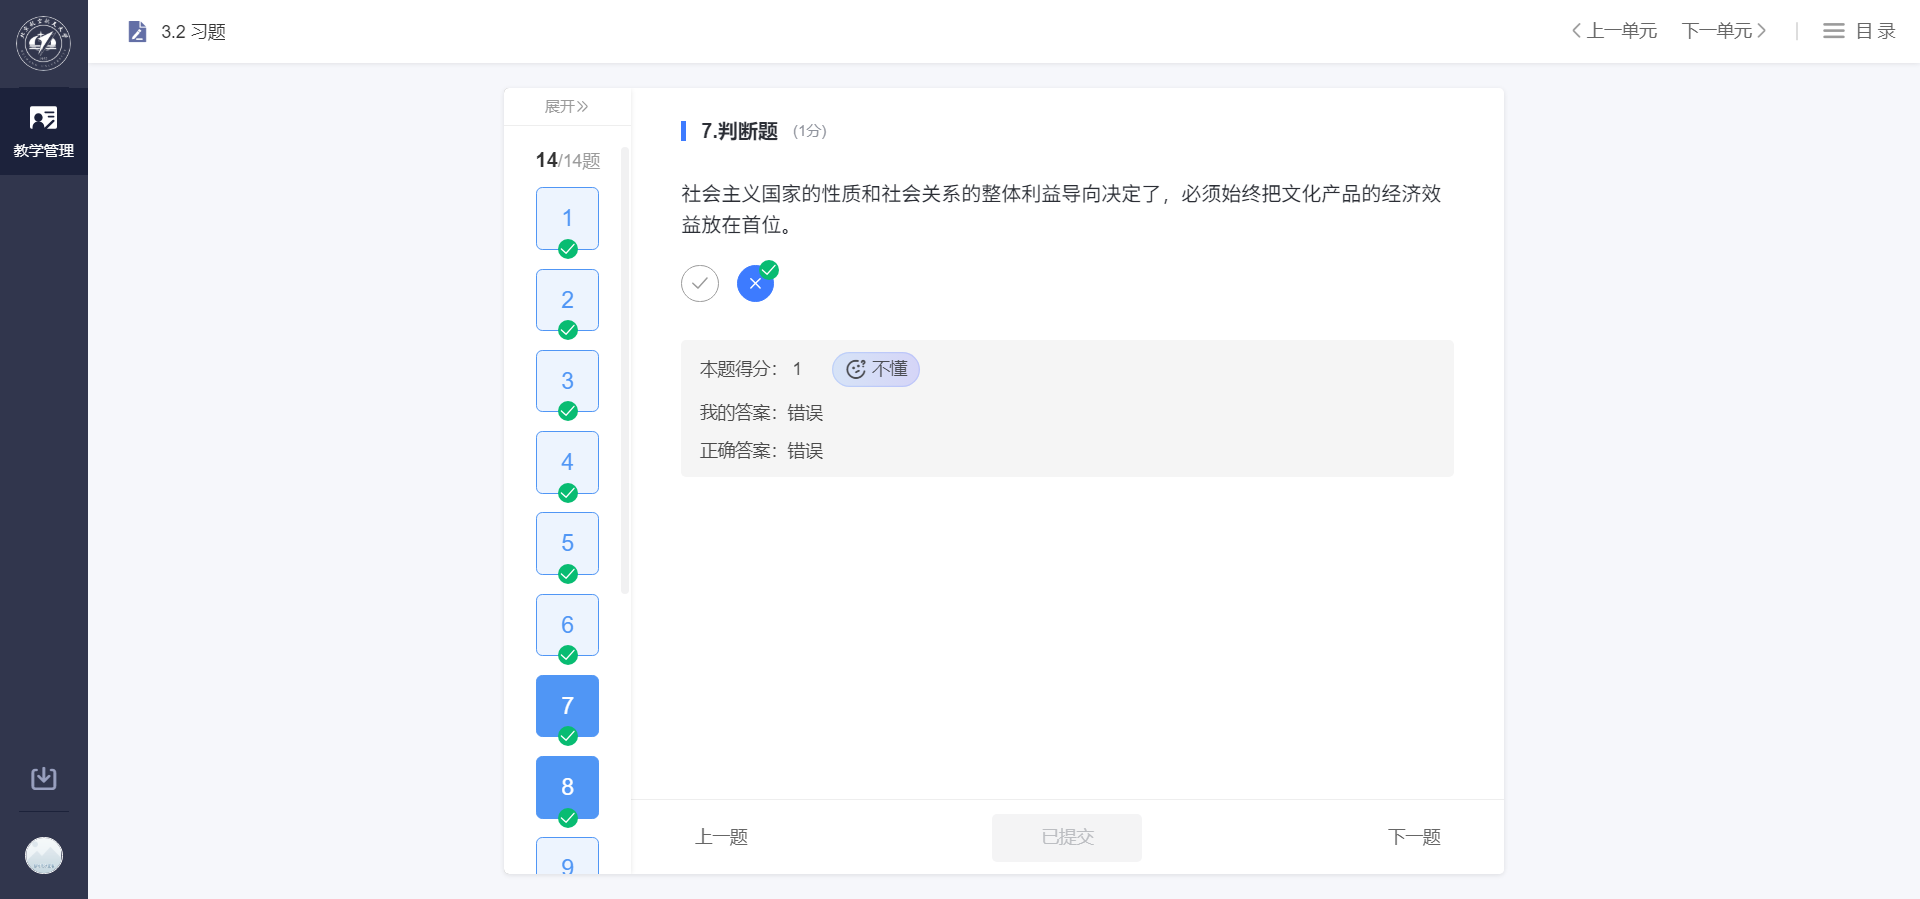 3.2 习题
上一单元
下一单元
目录
教学管理
展开
14/14题
1
2
3
4
5
6
7
8
9
7.判断题 (1分)
社会主义国家的性质和社会关系的整体利益导向决定了，必须始终把文化产品的经济效
益放在首位。
本题得分： 1
不懂
我的答案：错误
正确答案：错误
上一题
已提交
下一题